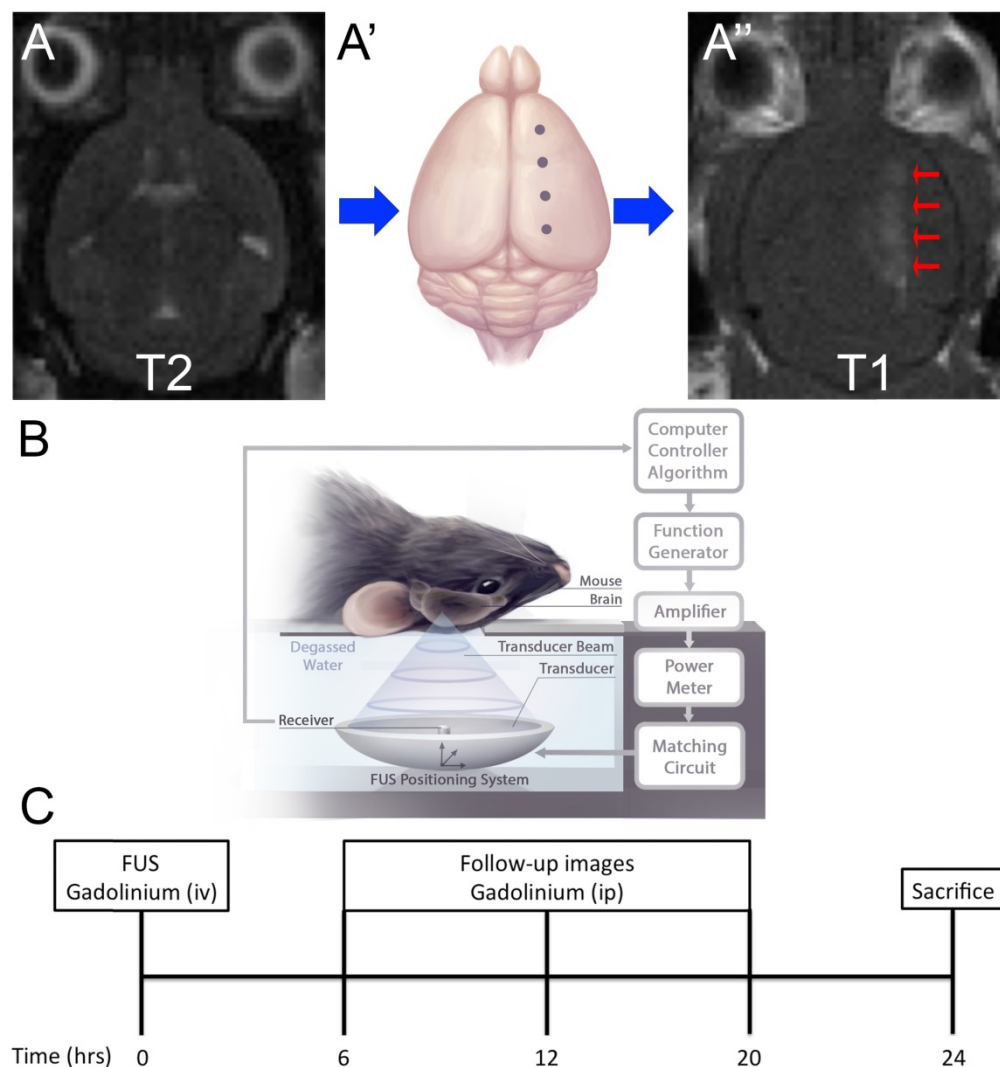 A
A'
A"
T2
T1
B
Computer
Controller
Algorithm
Function
Generator
Mouse
Brain
Amplifier
Degassed
Water
Transducer Beam
Transducer
Power
Meter
Receiver
Matching
Circuit
FUS Positioning System
C
FUS
Gadolinium (iv)
Follow-up images
Gadolinium (ip)
Sacrifice
Time (hrs) 0 6 12 20 24